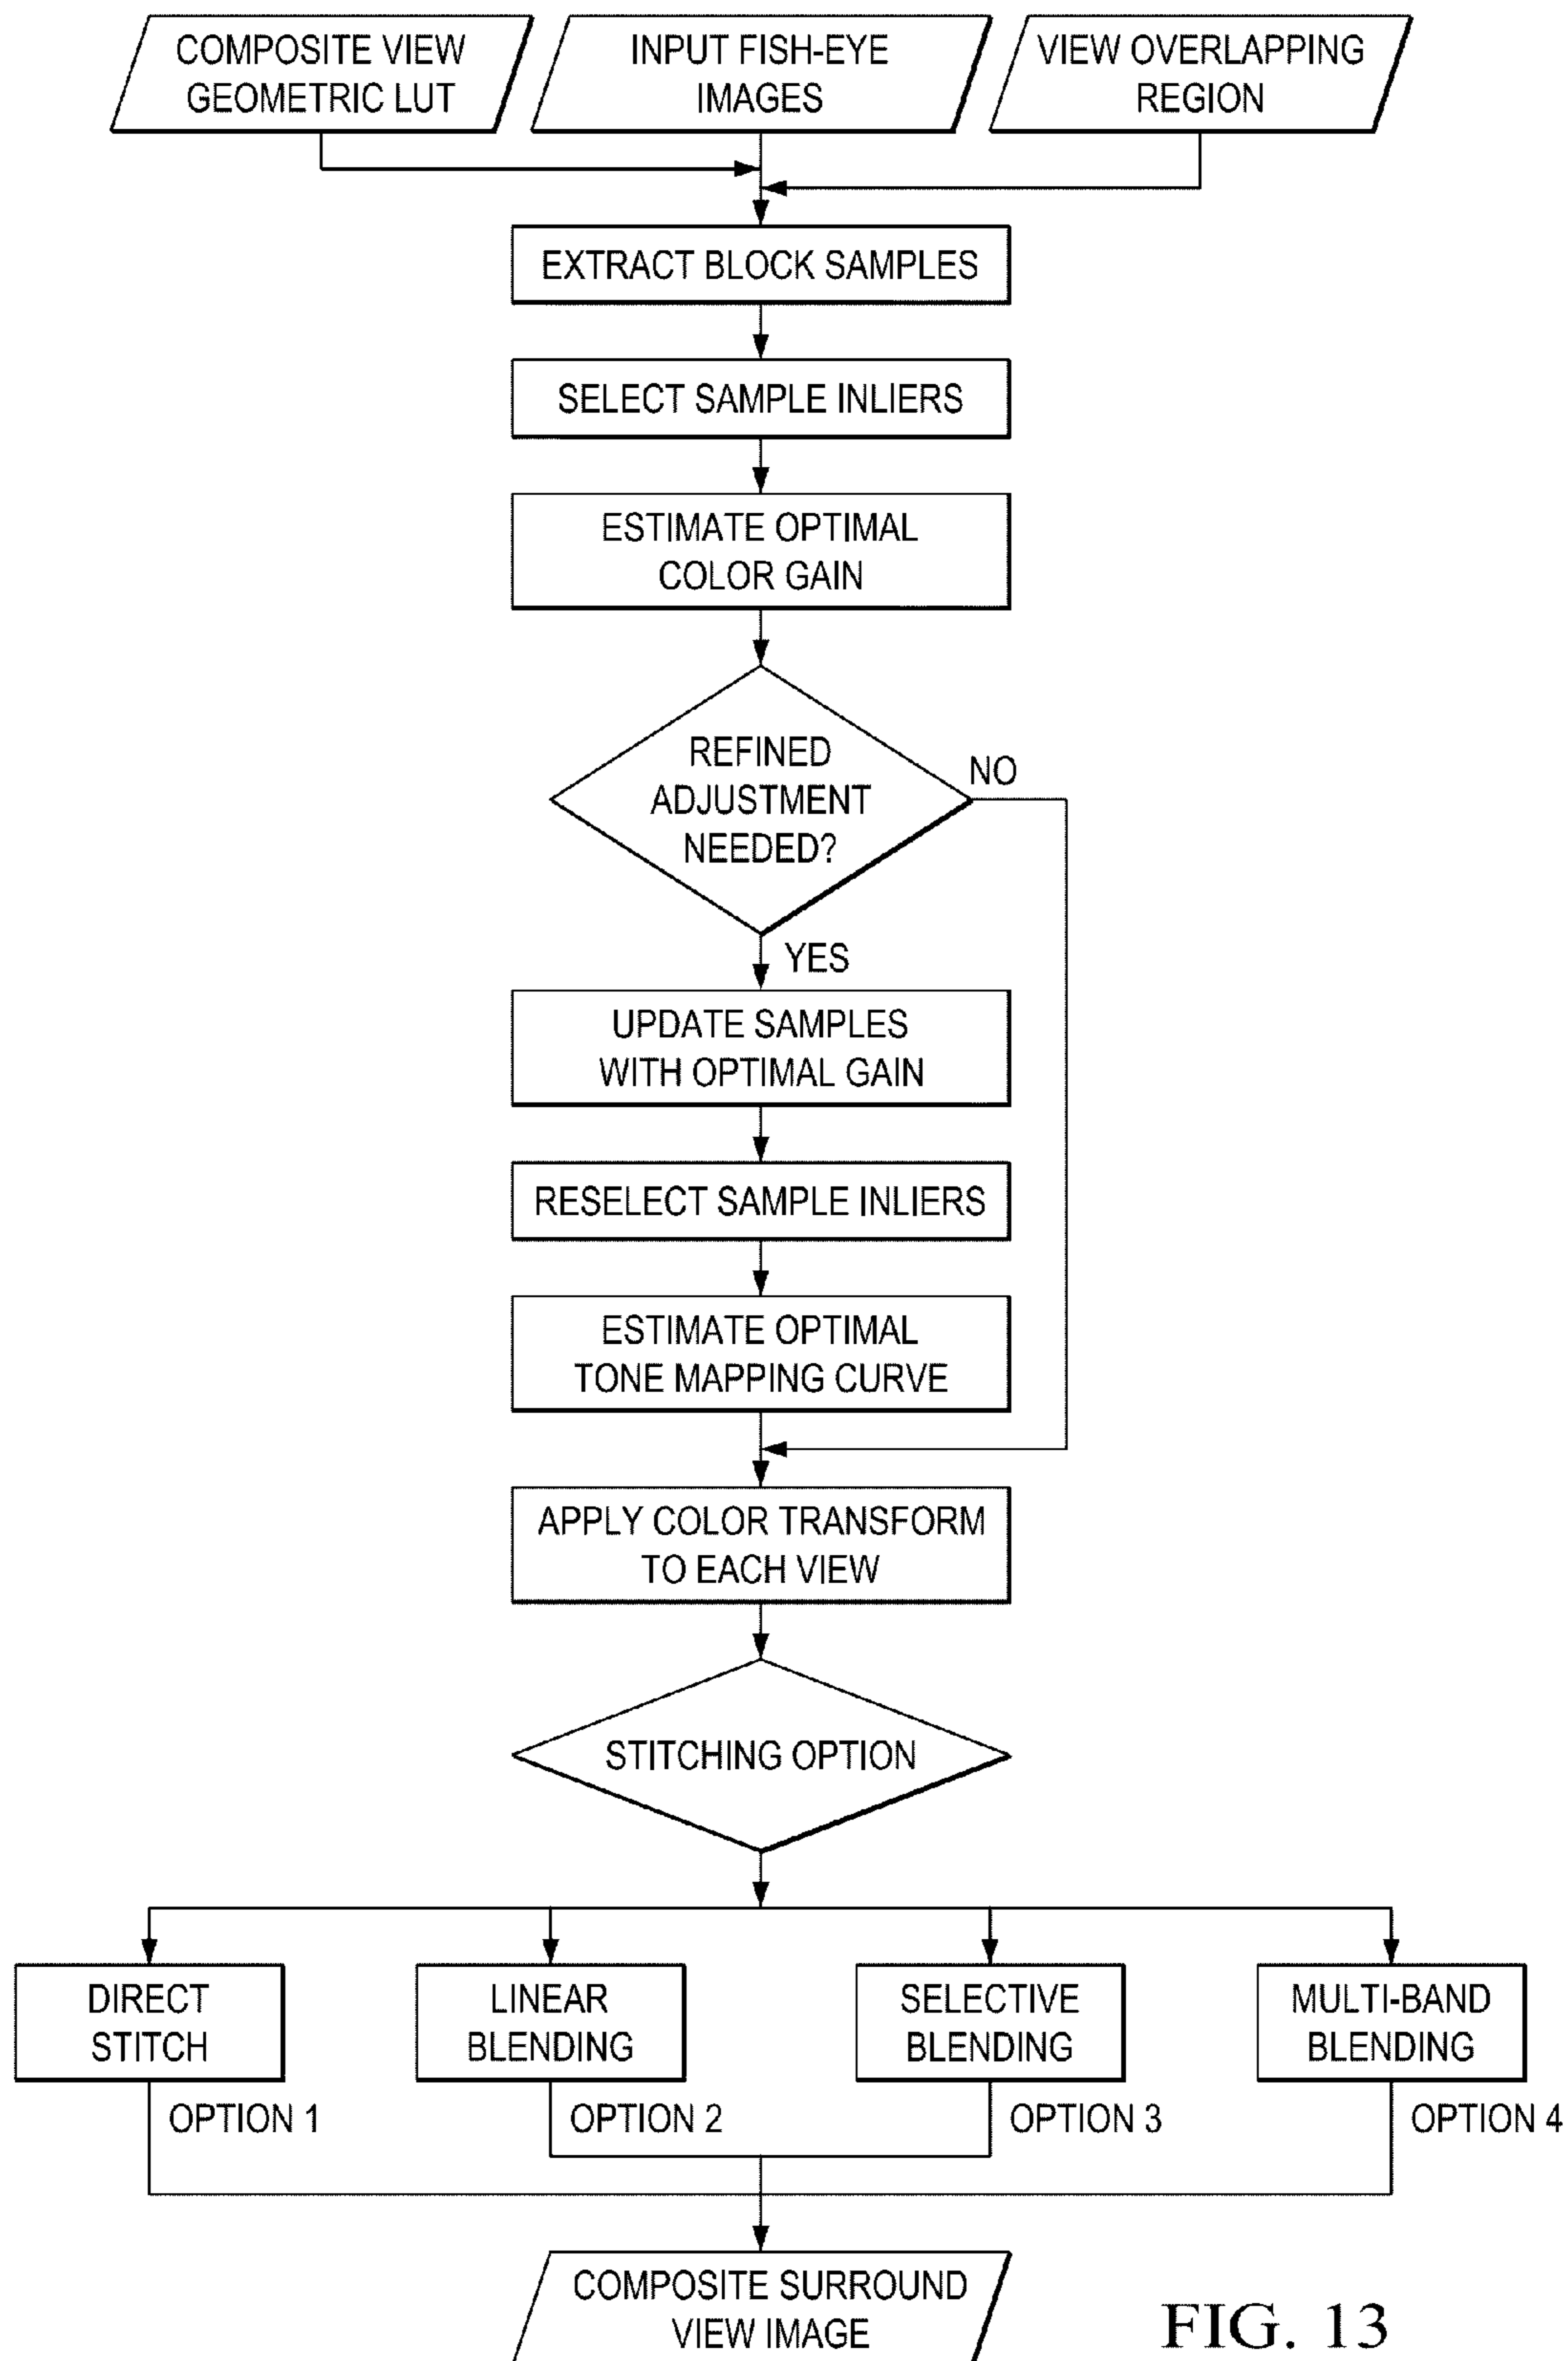 COMPOSITE VIEW
GEOMETRIC LUT
INPUT FISH-EYE
IMAGES
VIEW OVERLAPPING
REGION
EXTRACT BLOCK SAMPLES
SELECT SAMPLE INLIERS
ESTIMATE OPTIMAL
COLOR GAIN
REFINED
ADJUSTMENT
NEEDED?
NO
YES
UPDATE SAMPLES
WITH OPTIMAL GAIN
RESELECT SAMPLE INLIERS
ESTIMATE OPTIMAL
TONE MAPPING CURVE
APPLY COLOR TRANSFORM
TO EACH VIEW
STITCHING OPTION
DIRECT
STITCH
LINEAR
BLENDING
SELECTIVE
BLENDING
MULTI-BAND
BLENDING
OPTION 1
OPTION 2
OPTION 3
OPTION 4
COMPOSITE SURROUND
VIEW IMAGE
FIG. 13